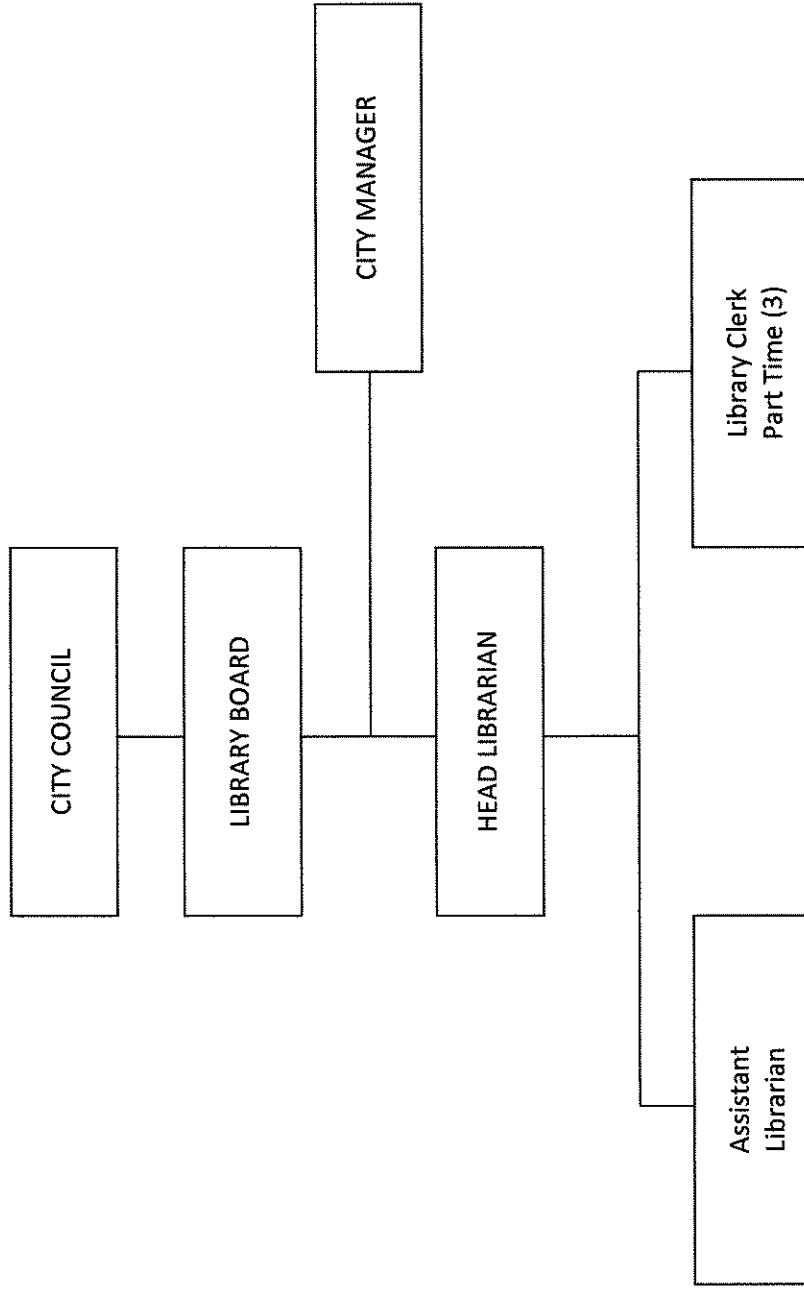 CITY COUNCIL
LIBRARY BOARD
CITY MANAGER
HEAD LIBRARIAN
Assistant
Librarian
Library Clerk
Part Time (3)